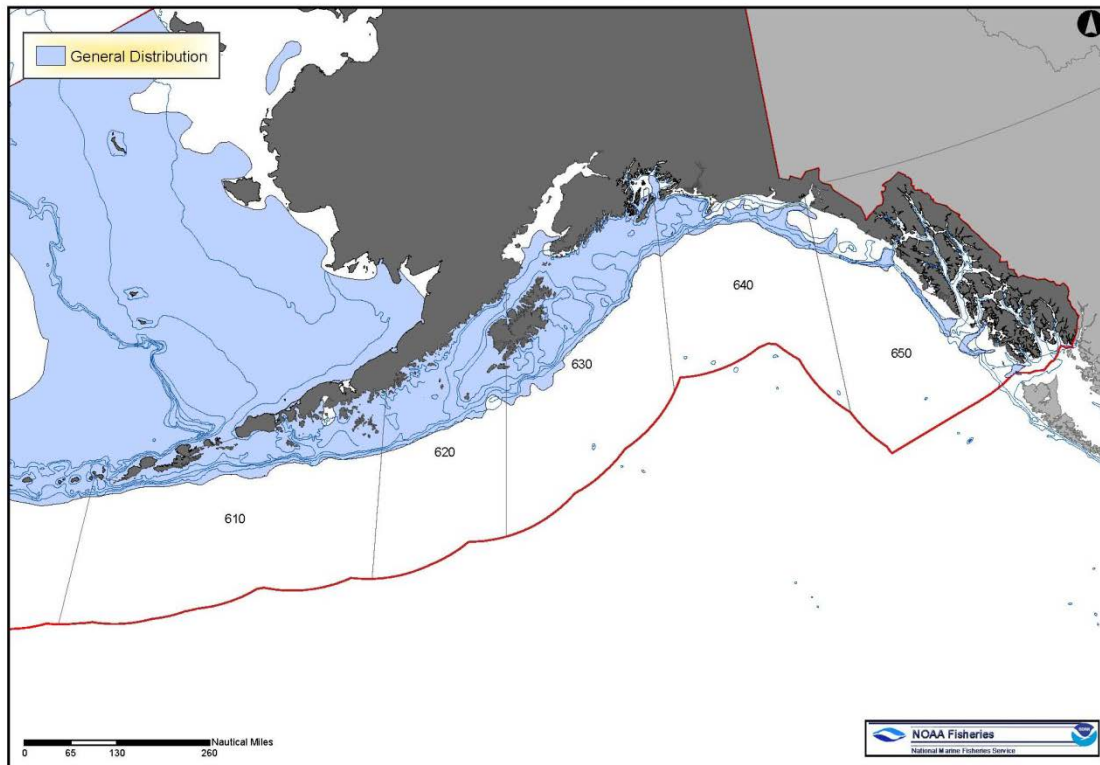 General Distribution
640
650
630
620
610
Nautical Miles
0 65 130 260
NOAA Fisheries
National Marine Fisheries Service